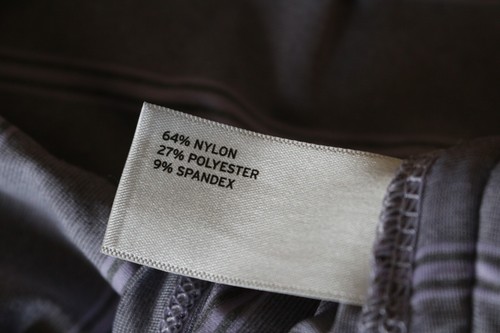 64% NYLON
27% POLYESTER
9% SPANDEX